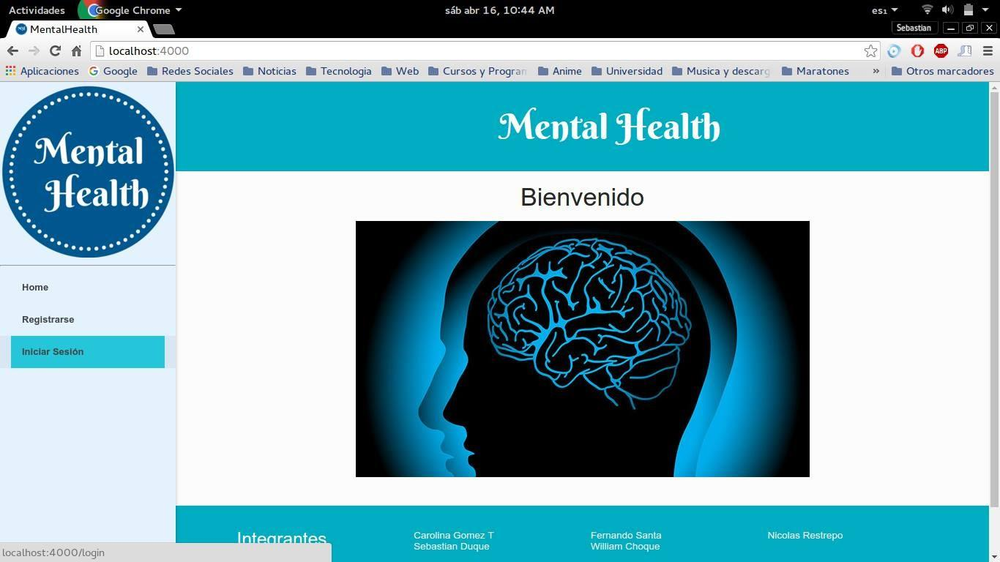 Actividades
Google Chrome
sáb abr 16, 10:44 AM
es₁
MentalHealth
Sebastian
localhost:4000
ABP
Aplicaciones
Google
Redes Sociales
Noticias
Tecnologia
Web
Cursos y Program
Anime
Universidad
Musica y descarg
Maratones
»
Otros marcadores
Mental
Health
Home
Registrarse
Iniciar Sesión
Mental Health
Bienvenido
Integrantes
Carolina Gomez T
Sebastian Duque
Fernando Santa
William Choque
Nicolas Restrepo
localhost:4000/login